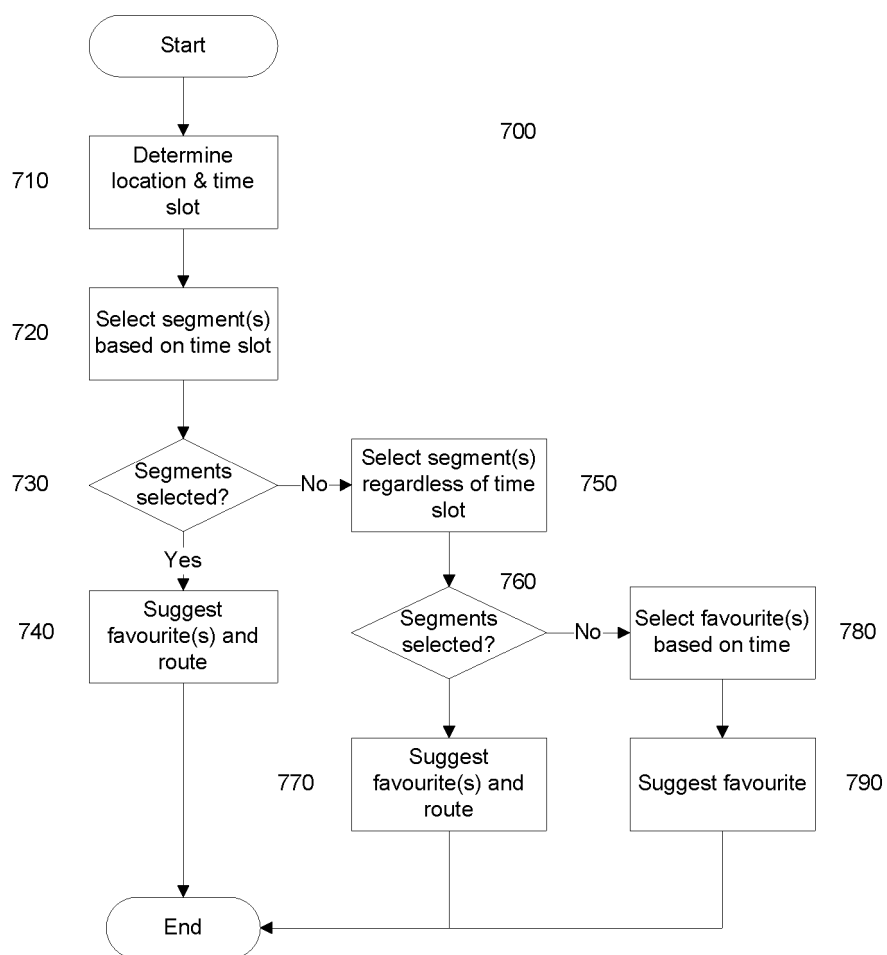 Start
700
710
Determine
location & time
slot
720
Select segment(s)
based on time slot
730
Segments
selected?
No
Select segment(s)
regardless of time
slot
750
Yes
740
Suggest
favourite(s) and
route
760
Segments
selected?
No
Select favourite(s)
based on time
780
770
Suggest
favourite(s) and
route
Suggest favourite
790
End